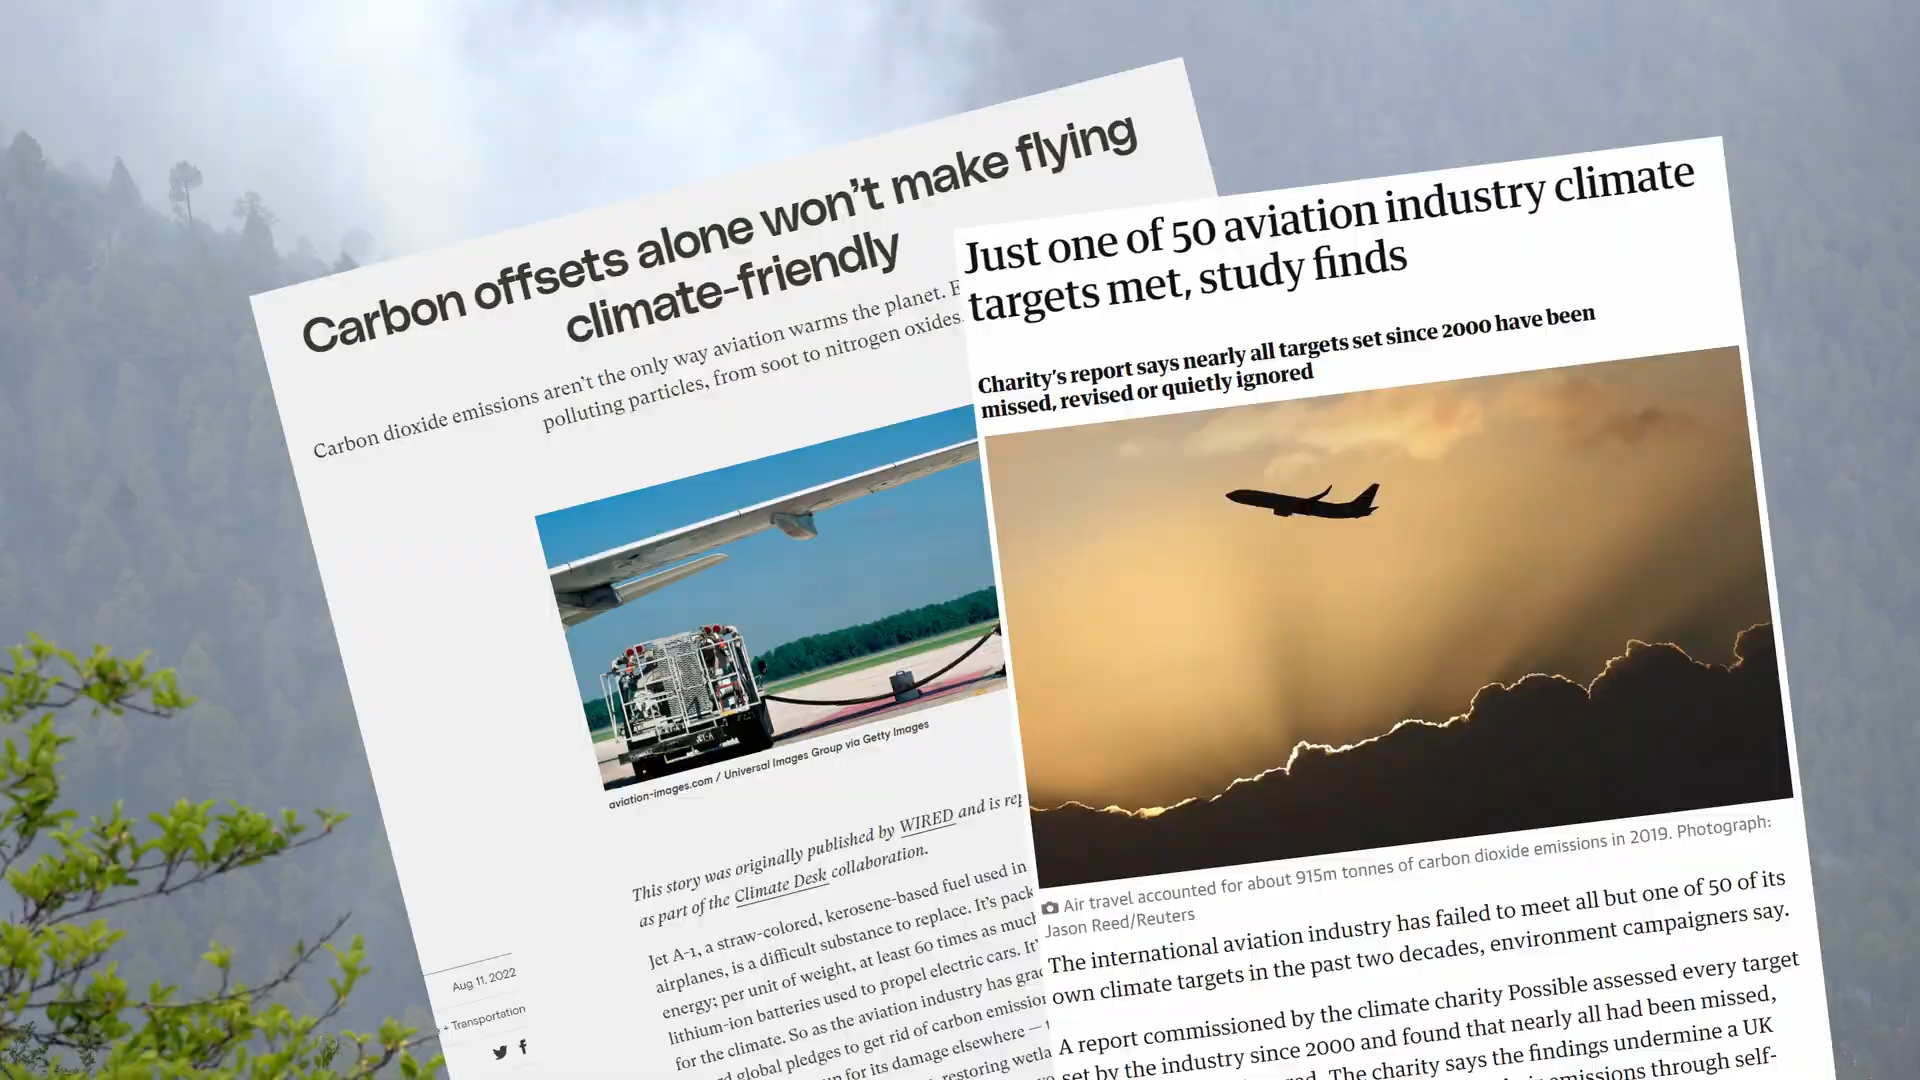 Carbon offsets alone won't make flying
climate-friendly
Carbon dioxide emissions aren't the only way aviation warms the planet.
polluting particles, from soot to nitrogen oxides.
aviation-images.com / Universal Images Group via Getty Images
This story was originally published by WIRED and is
as part of the Climate Desk collaboration.
Jet A-1, a straw-colored, kerosene-based fuel used in
airplanes, is a difficult substance to replace. It's
energy; per unit of weight, at least 60 times as much
lithium-ion batteries used to propel electric cars.
for the climate. So as the aviation industry has
global pledges to get rid of carbon
for its damage elsewhere —
restoring
Aug 11, 2022
+ Transportation
Just one of 50 aviation industry climate
targets met, study finds
Charity's report says nearly all targets set since 2000 have been
missed, revised or quietly ignored
JET-A
Air travel accounted for about 915m tonnes of carbon dioxide emissions in 2019. Photograph:
Jason Reed/Reuters
The international aviation industry has failed to meet all but one of 50 of its
own climate targets in the past two decades, environment campaigners say.
A report commissioned by the climate charity Possible assessed every target
set by the industry since 2000 and found that nearly all had been missed,
The charity says the findings undermine a UK
emissions through self-